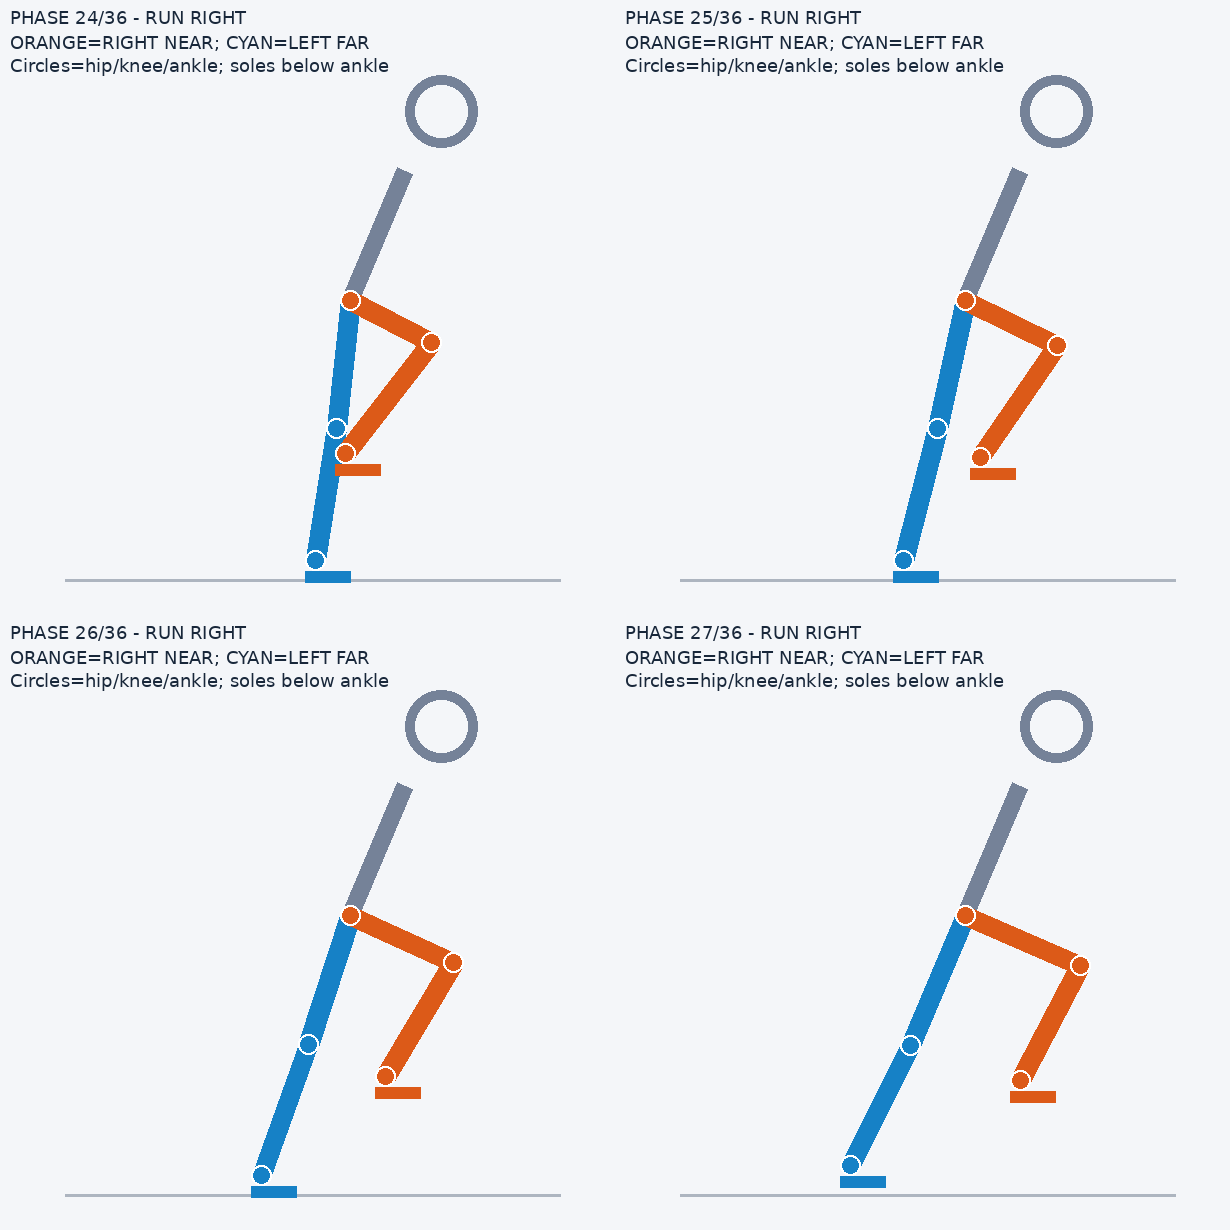 PHASE 24/36 - RUN RIGHT
ORANGE=RIGHT NEAR; CYAN=LEFT FAR
Circles=hip/knee/ankle; soles below ankle
PHASE 25/36 - RUN RIGHT
ORANGE=RIGHT NEAR; CYAN=LEFT FAR
Circles=hip/knee/ankle; soles below ankle
PHASE 26/36 - RUN RIGHT
ORANGE=RIGHT NEAR; CYAN=LEFT FAR
Circles=hip/knee/ankle; soles below ankle
PHASE 27/36 - RUN RIGHT
ORANGE=RIGHT NEAR; CYAN=LEFT FAR
Circles=hip/knee/ankle; soles below ankle